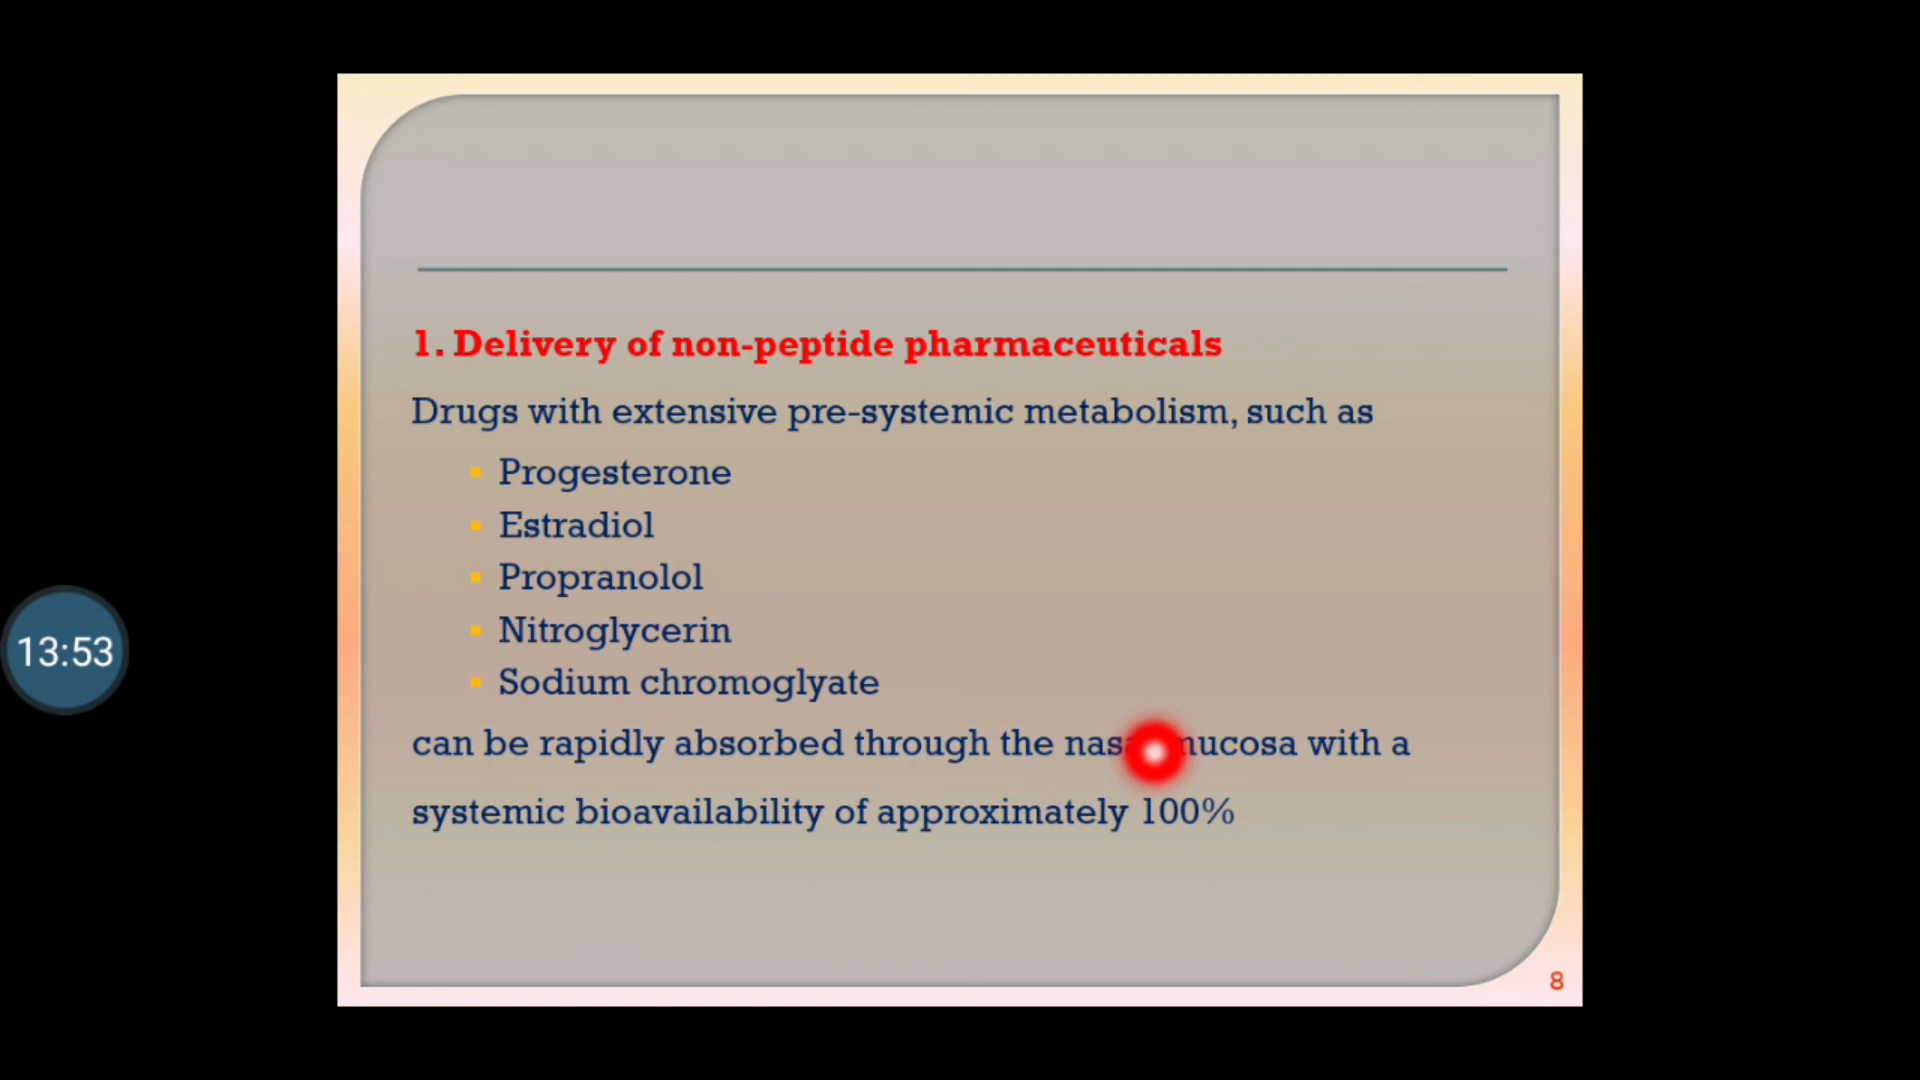 1. Delivery of non-peptide pharmaceuticals
Drugs with extensive pre-systemic metabolism, such as
Progesterone
Estradiol
Propranolol
Nitroglycerin
Sodium chromoglyate
can be rapidly absorbed through the nasal mucosa with a
systemic bioavailability of approximately 100%
13:53
8